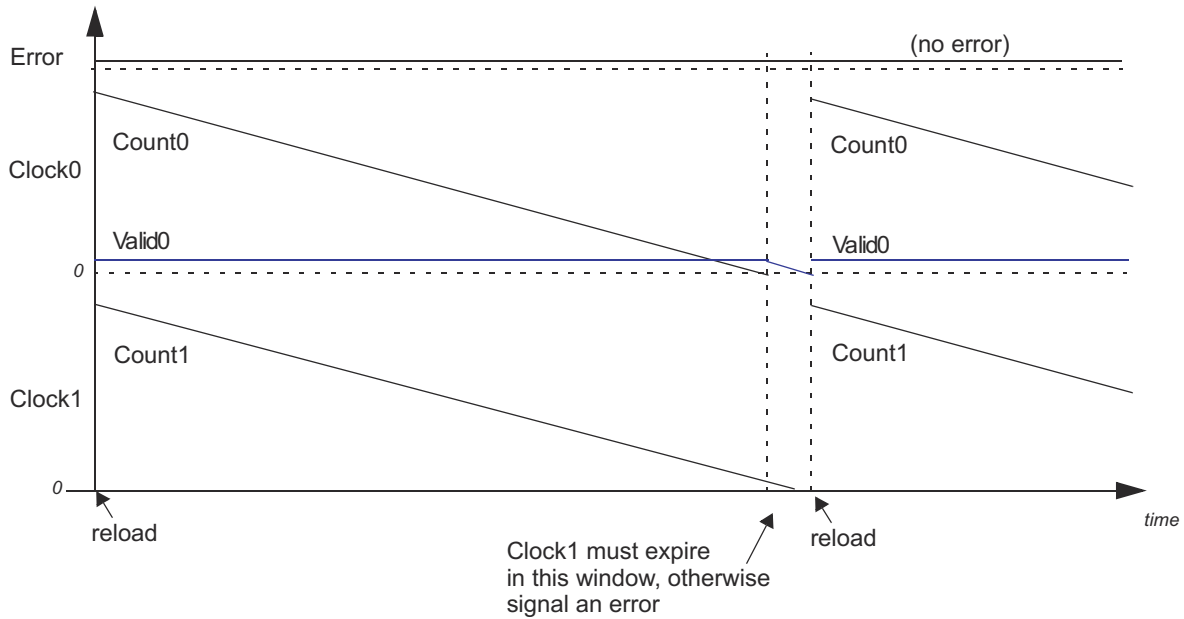 Error
(no error)
Count0
Count0
Clock0
Valid0
Valid0
0
Count1
Count1
Clock1
0
reload
time
Clock1 must expire
in this window, otherwise
signal an error
reload